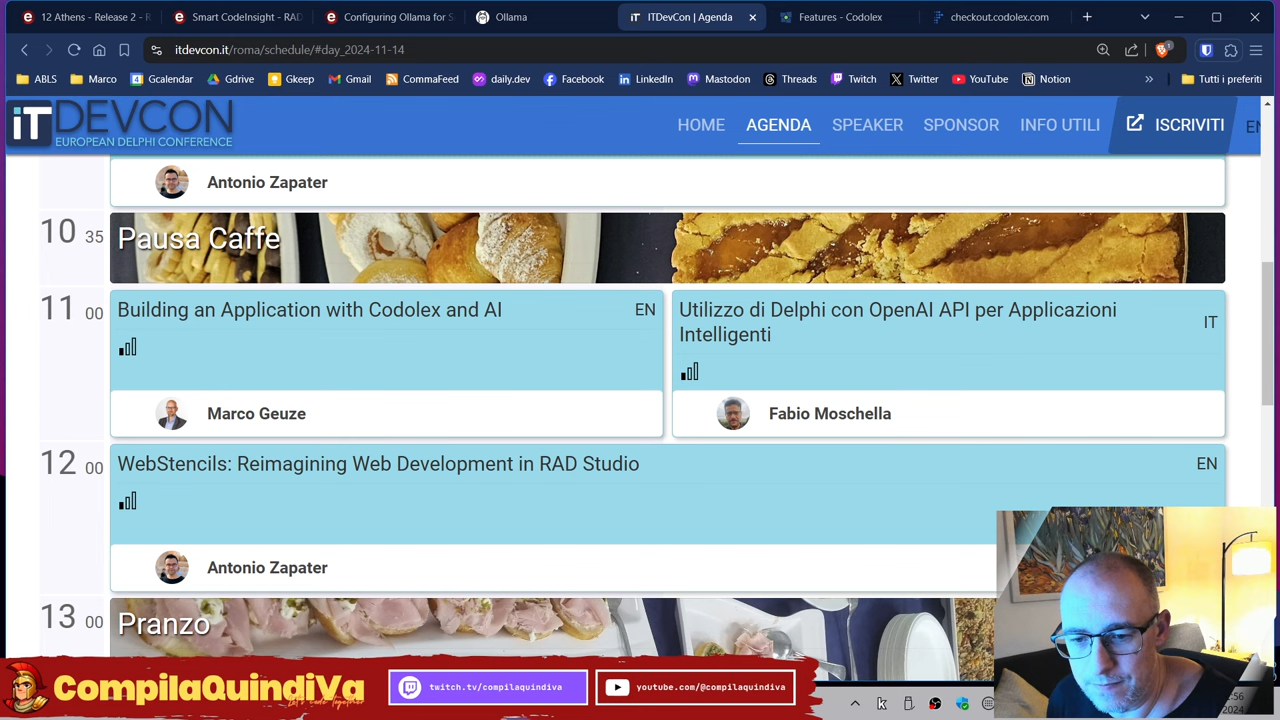 12 Athens - Release 2 - R
Smart CodeInsight - RAD
Configuring Ollama for S
Ollama
ITDevCon | Agenda
Features - Codolex
checkout.codolex.com
itdevcon.it/roma/schedule/#day_2024-11-14
1
ABLS
Marco
Gcalendar
Gdrive
Gkeep
Gmail
CommaFeed
daily.dev
Facebook
LinkedIn
Mastodon
Threads
Twitch
Twitter
YouTube
Notion
»
Tutti i preferiti
iT DEVCON
EUROPEAN DELPHI CONFERENCE
HOME
AGENDA
SPEAKER
SPONSOR
INFO UTILI
ISCRIVITI
EN
Antonio Zapater
10 35
Pausa Caffe
11 00
Building an Application with Codolex and AI
EN
Marco Geuze
Utilizzo di Delphi con OpenAI API per Applicazioni
Intelligenti
IT
Fabio Moschella
12 00
WebStencils: Reimagining Web Development in RAD Studio
EN
Antonio Zapater
13 00
Pranzo
CompilaQuindiVa
Let's code Together
twitch.tv/compilaquindiva
youtube.com/@compilaquindiva